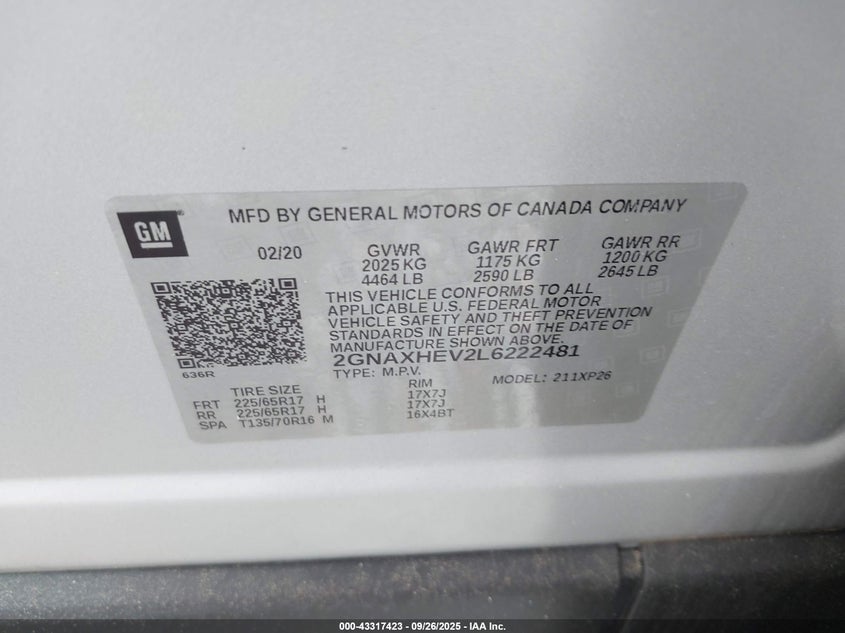 GM
MFD BY GENERAL MOTORS OF CANADA COMPANY
02/20 GVWR GAWR FRT GAWR RR
2025 KG 1175 KG 1200 KG
4464 LB 2590 LB 2645 LB
THIS VEHICLE CONFORMS TO ALL
APPLICABLE U.S. FEDERAL MOTOR
VEHICLE SAFETY AND THEFT PREVENTION
STANDARDS IN EFFECT ON THE DATE OF
MANUFACTURE SHOWN ABOVE.
2GNAXHEV2L6222481
636R
TYPE: M.P.V. MODEL: 211XP26
TIRE SIZE RIM
FRT 225/65R17 H 17X7J
RR 225/65R17 H 17X7J
SPA T135/70R16 M 16X4BT
000-43317423 - 09/26/2025 - IAA Inc.